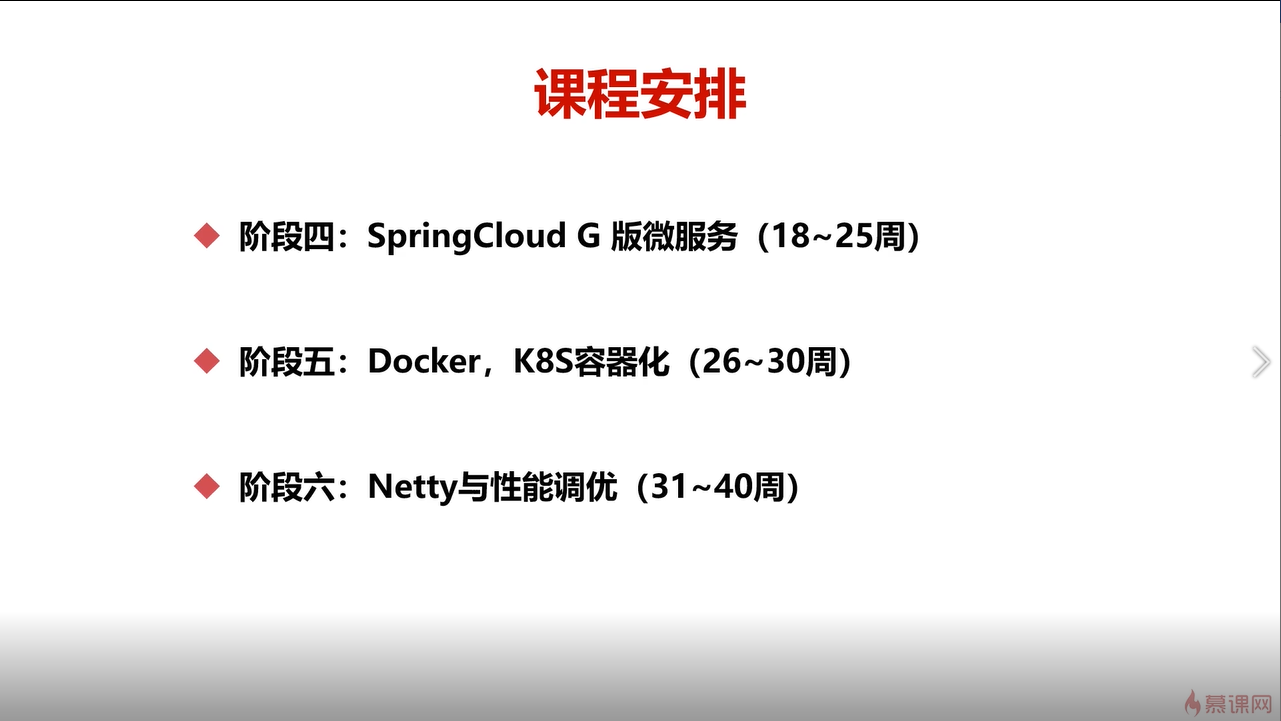 课程安排
阶段四：SpringCloud G 版微服务（18~25周）
阶段五：Docker，K8S容器化（26~30周）
阶段六：Netty与性能调优（31~40周）
慕课网